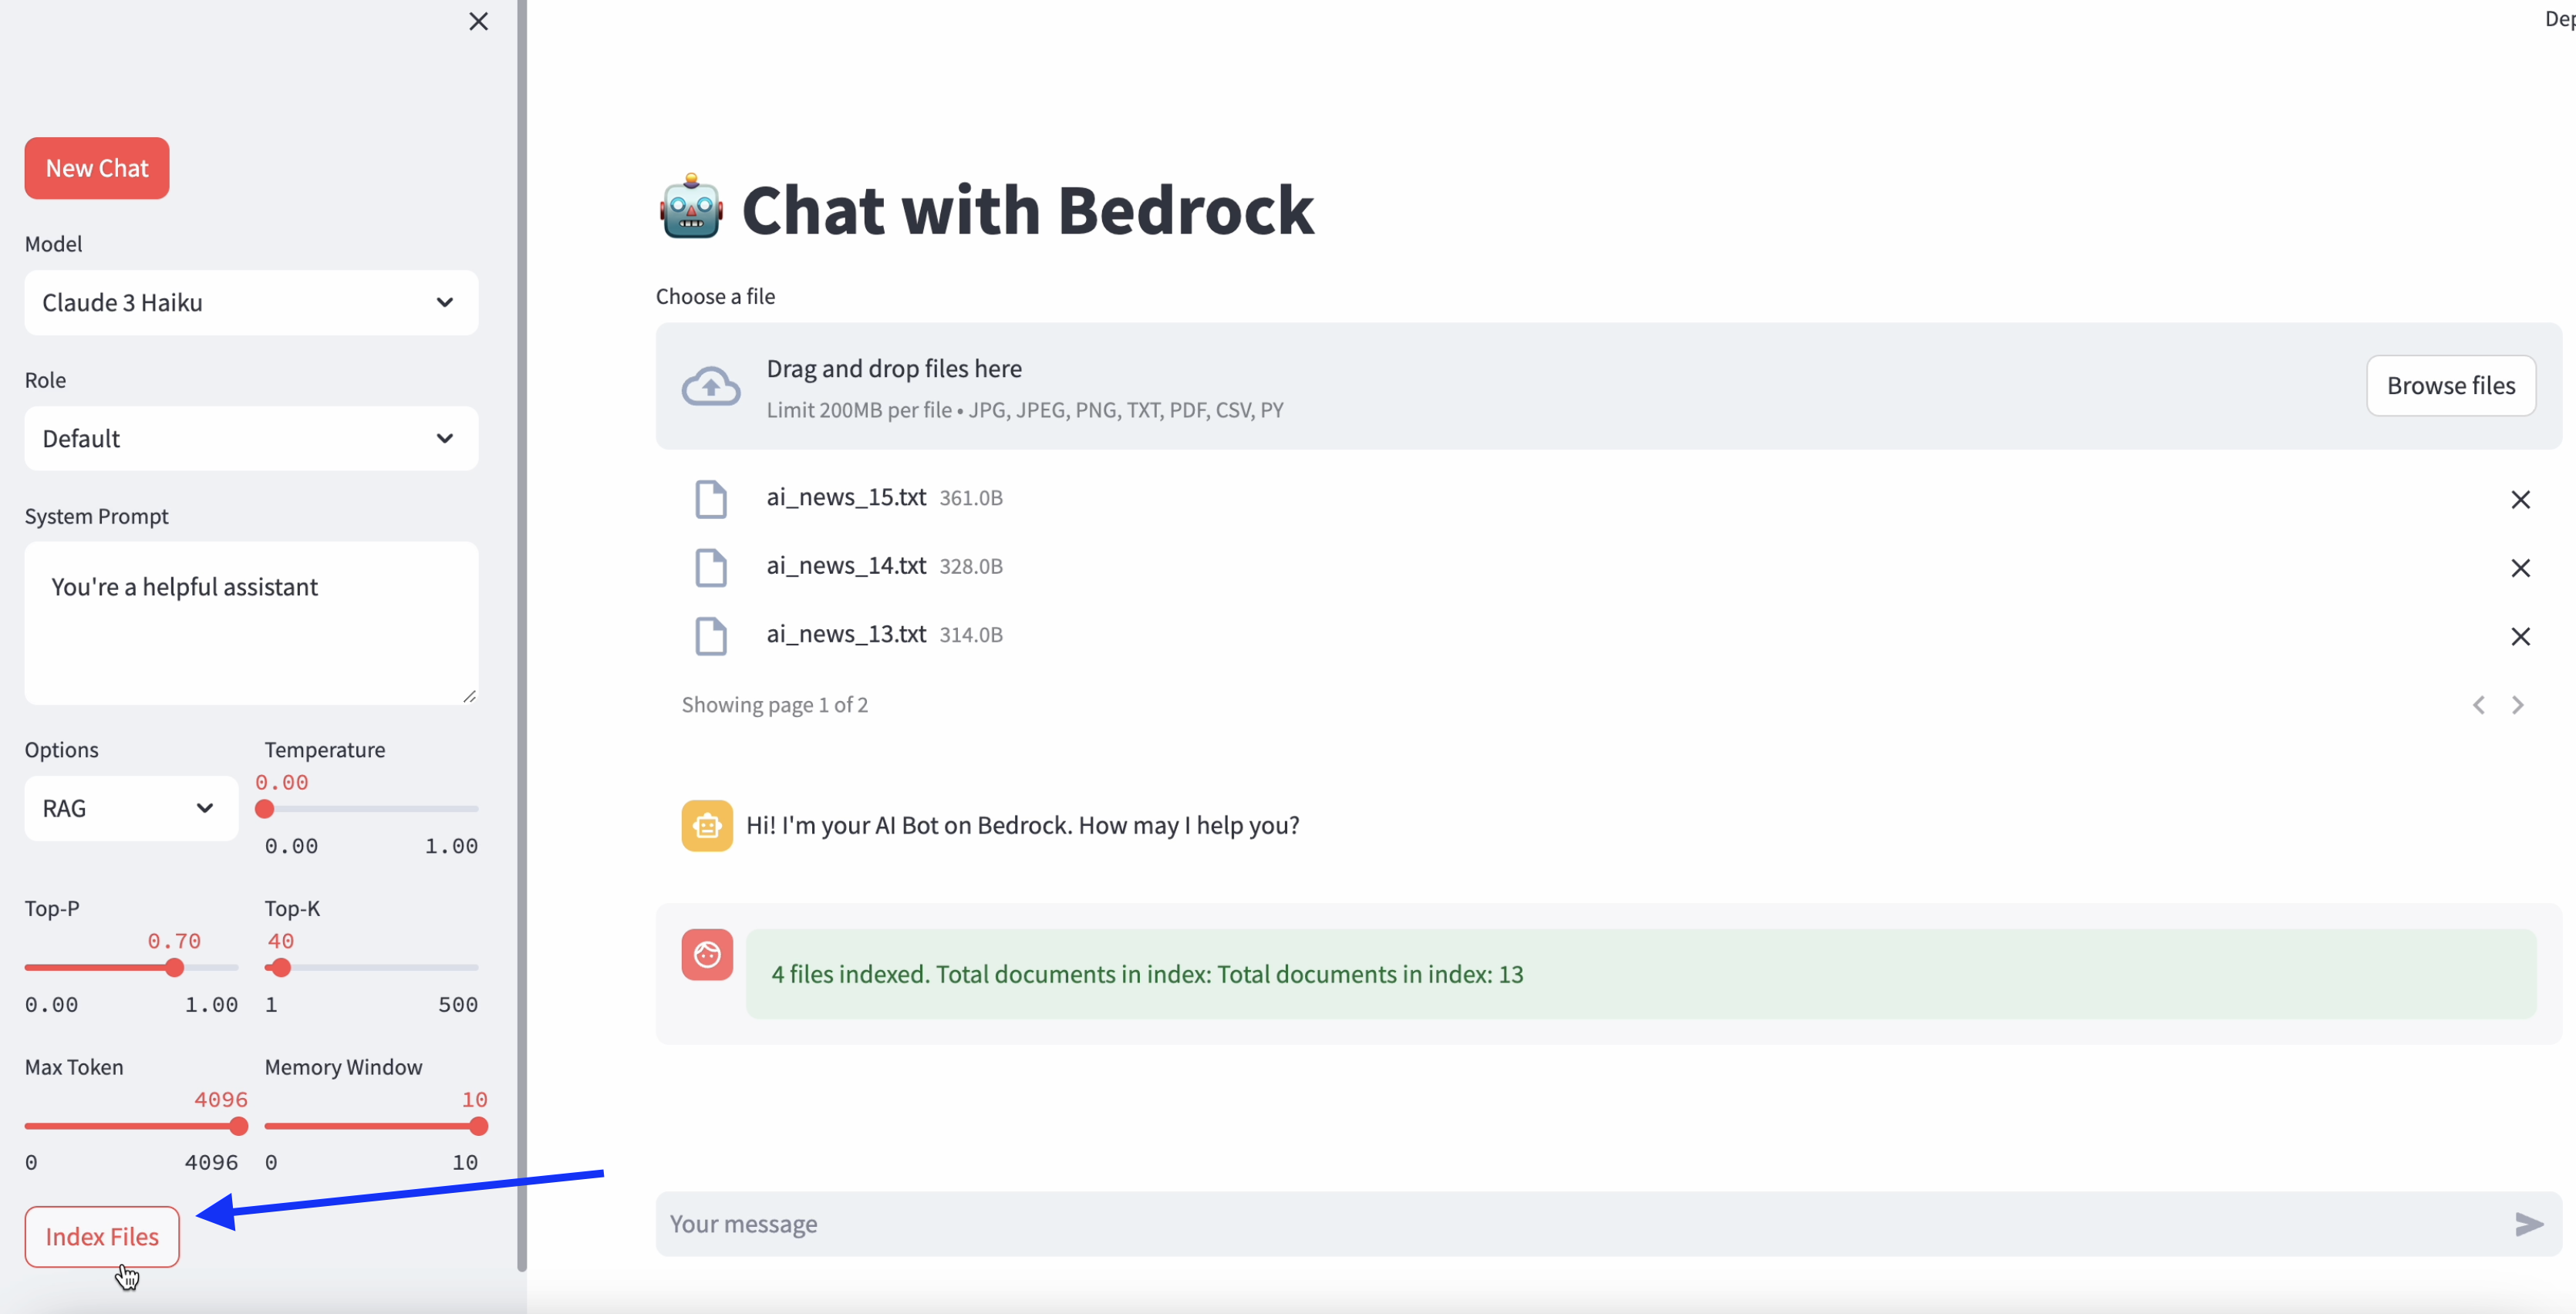 New Chat
Model
Claude 3 Haiku
Role
Default
System Prompt
You're a helpful assistant
Options
RAG
Temperature
0.00
0.00 1.00
Top-P
0.70
0.00 1.00
Top-K
40
1 500
Max Token
4096
0 4096
Memory Window
10
0 10
Index Files
Chat with Bedrock
Choose a file
Drag and drop files here
Limit 200MB per file • JPG, JPEG, PNG, TXT, PDF, CSV, PY
Browse files
ai_news_15.txt 361.0B
ai_news_14.txt 328.0B
ai_news_13.txt 314.0B
Showing page 1 of 2
Hi! I'm your AI Bot on Bedrock. How may I help you?
4 files indexed. Total documents in index: Total documents in index: 13
Your message